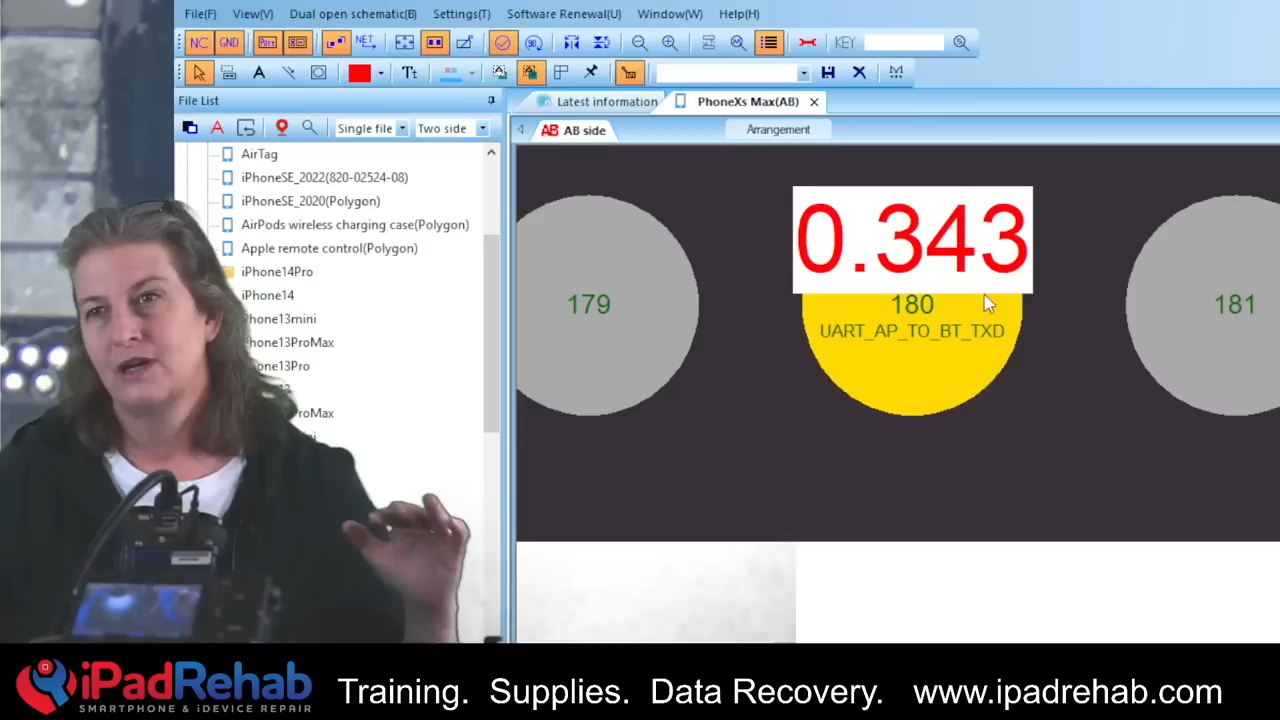 File(F) View(V) Dual open schematic(B) Settings(T) Software Renewal(U) Window(W) Help(H)
NC GND Part NET KEY
A Tt
File List
Latest information PhoneXs Max(AB)
A Single file Two side
AB AB side Arrangement
AirTag
iPhoneSE_2022(820-02524-08)
iPhoneSE_2020(Polygon)
AirPods wireless charging case(Polygon)
Apple remote control(Polygon)
iPhone14Pro
iPhone14
Phone13mini
Phone13ProMax
hone13Pro
roMax
0.343
179 180 181
UART_AP_TO_BT_TXD
iPadRehab
SMARTPHONE & iDEVICE REPAIR
Training. Supplies. Data Recovery. www.ipadrehab.com